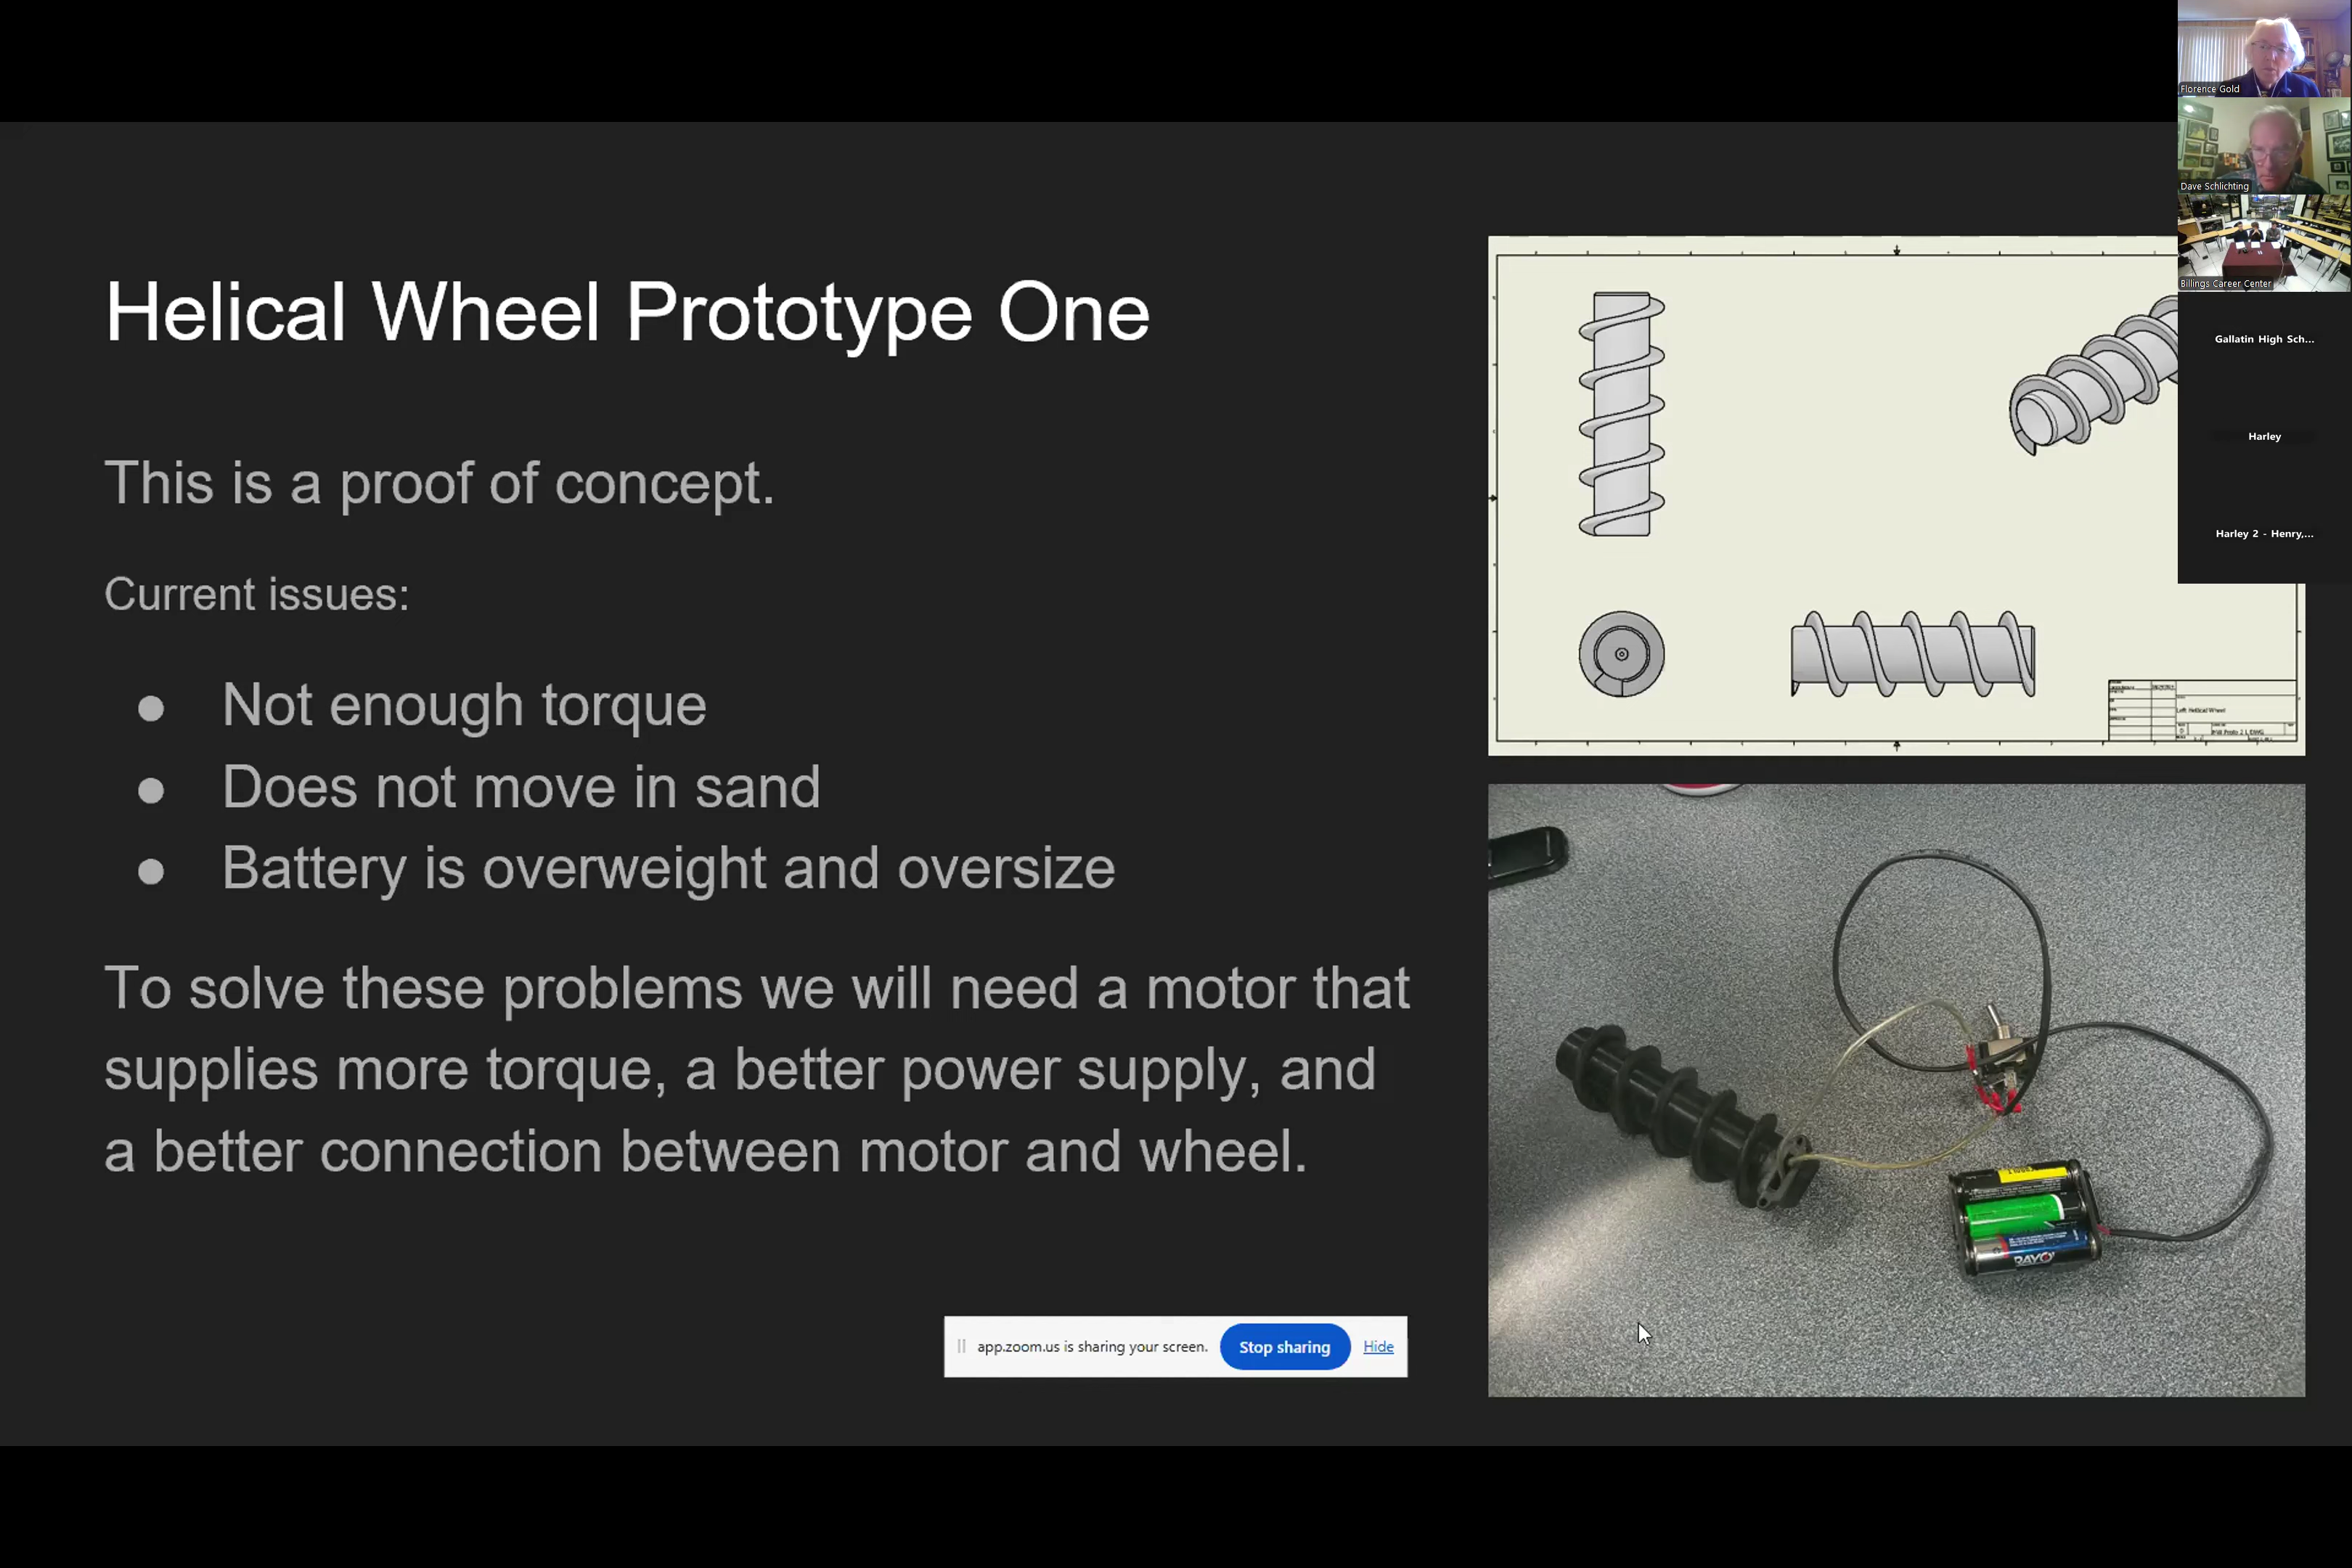 Helical Wheel Prototype One
This is a proof of concept.
Current issues:
● Not enough torque
● Does not move in sand
● Battery is overweight and oversize
To solve these problems we will need a motor that
supplies more torque, a better power supply, and
a better connection between motor and wheel.
app.zoom.us is sharing your screen.
Stop sharing
Hide
Left Helical Wheel
RAYO
Florence Gold
Dave Schlichting
Billings Career Center
Gallatin High Sch...
Harley
Harley 2 - Henry,...